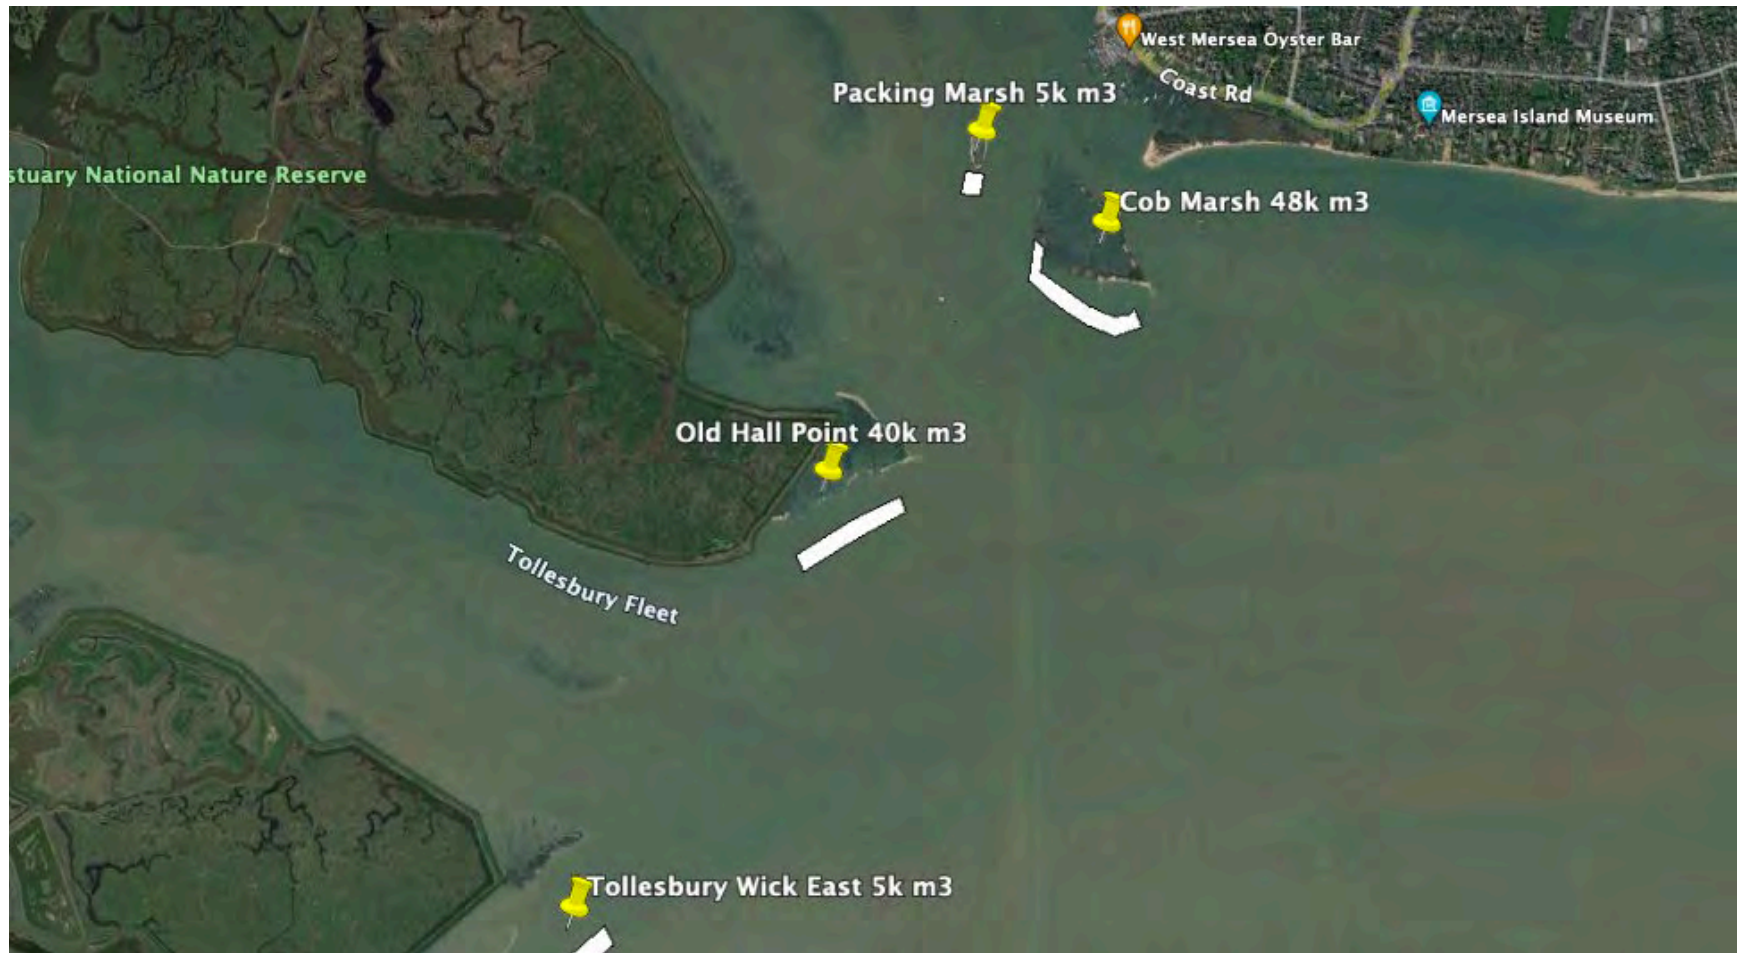 West Mersea Oyster Bar
Coast Rd
Packing Marsh 5k m3
Mersea Island Museum
stuary National Nature Reserve
Cob Marsh 48k m3
Old Hall Point 40k m3
Tollesbury Fleet
Tollesbury Wick East 5k m3